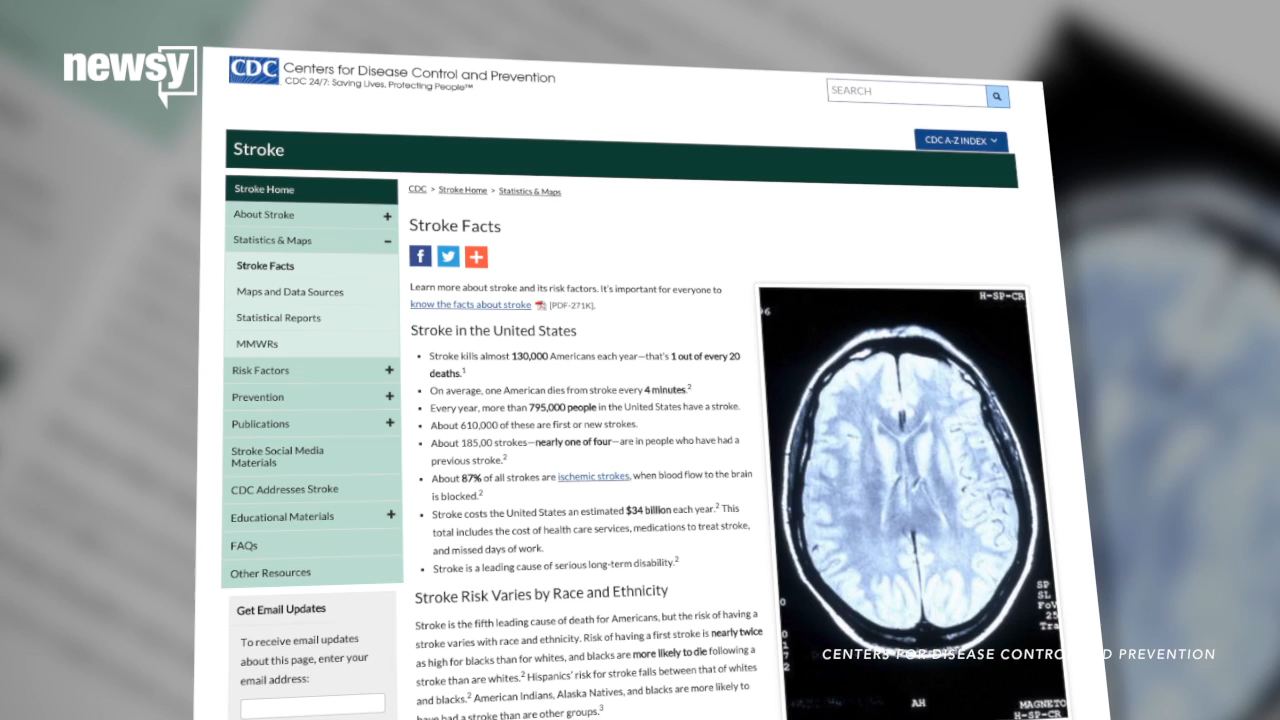 newsy
CDC Centers for Disease Control and Prevention
CDC 24/7: Saving Lives, Protecting People™
SEARCH
CDC A-Z INDEX
Stroke
Stroke Home
About Stroke +
Statistics & Maps –
Stroke Facts
Maps and Data Sources
Statistical Reports
MMWRs
Risk Factors +
Prevention +
Publications +
Stroke Social Media
Materials
CDC Addresses Stroke
Educational Materials +
FAQs
Other Resources
Get Email Updates
To receive email updates
about this page, enter your
email address:
CDC > Stroke Home > Statistics & Maps
Stroke Facts
Learn more about stroke and its risk factors. It's important for everyone to
know the facts about stroke [PDF-271K].
Stroke in the United States
• Stroke kills almost 130,000 Americans each year—that's 1 out of every 20
deaths.1
• On average, one American dies from stroke every 4 minutes.2
• Every year, more than 795,000 people in the United States have a stroke.
• About 610,000 of these are first or new strokes.
• About 185,00 strokes—nearly one of four—are in people who have had a
previous stroke.2
• About 87% of all strokes are ischemic strokes, when blood flow to the brain
is blocked.2
• Stroke costs the United States an estimated $34 billion each year.2 This
total includes the cost of health care services, medications to treat stroke,
and missed days of work.
• Stroke is a leading cause of serious long-term disability.2
Stroke Risk Varies by Race and Ethnicity
Stroke is the fifth leading cause of death for Americans, but the risk of having a
stroke varies with race and ethnicity. Risk of having a first stroke is nearly twice
as high for blacks than for whites, and blacks are more likely to die following a
stroke than are whites.2 Hispanics' risk for stroke falls between that of whites
and blacks.2 American Indians, Alaska Natives, and blacks are more likely to
have had a stroke than are other groups.3
H-SP-CR
6
SP
SL
FoV
25
Tra
0
0
1
7
2
AH
MAGNETO
H-SP-CR
CENTERS FOR DISEASE CONTROL AND PREVENTION